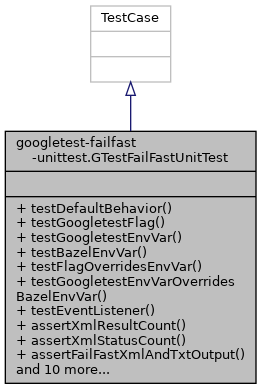 TestCase
googletest-failfast
-unittest.GTestFailFastUnitTest
+ testDefaultBehavior()
+ testGoogletestFlag()
+ testGoogletestEnvVar()
+ testBazelEnvVar()
+ testFlagOverridesEnvVar()
+ testGoogletestEnvVarOverrides
BazelEnvVar()
+ testEventListener()
+ assertXmlResultCount()
+ assertXmlStatusCount()
+ assertFailFastXmlAndTxtOutput()
and 10 more...